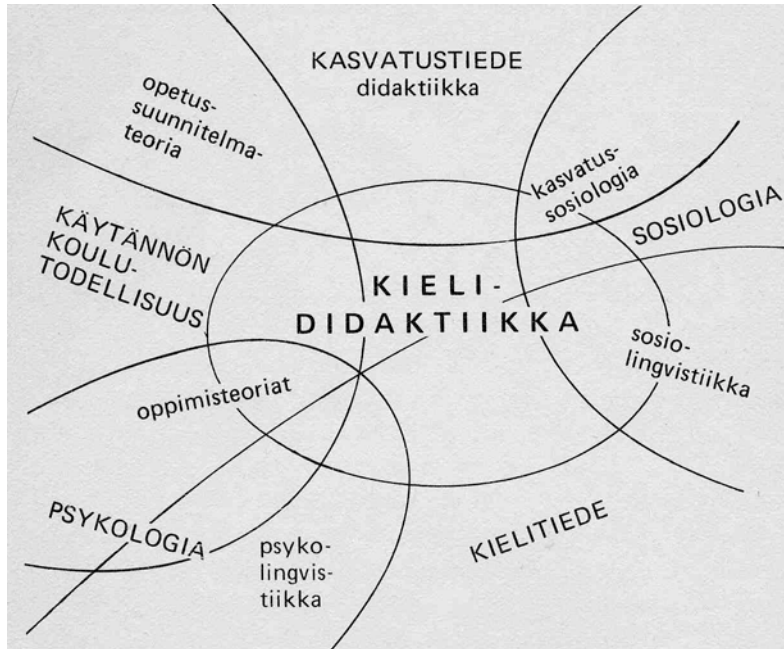 KASVATUSTIEDE
didaktiikka
opetus-
suunnitelma-
teoria
kasvatus-
sosiologia
SOSIOLOGIA
KÄYTÄNNÖN
KOULU-
TODELLISUUS
KIELI-
DIDAKTIIKKA
sosio-
lingvistiikka
oppimisteoriat
PSYKOLOGIA
psyko-
lingvis-
tiikka
KIELITIEDE